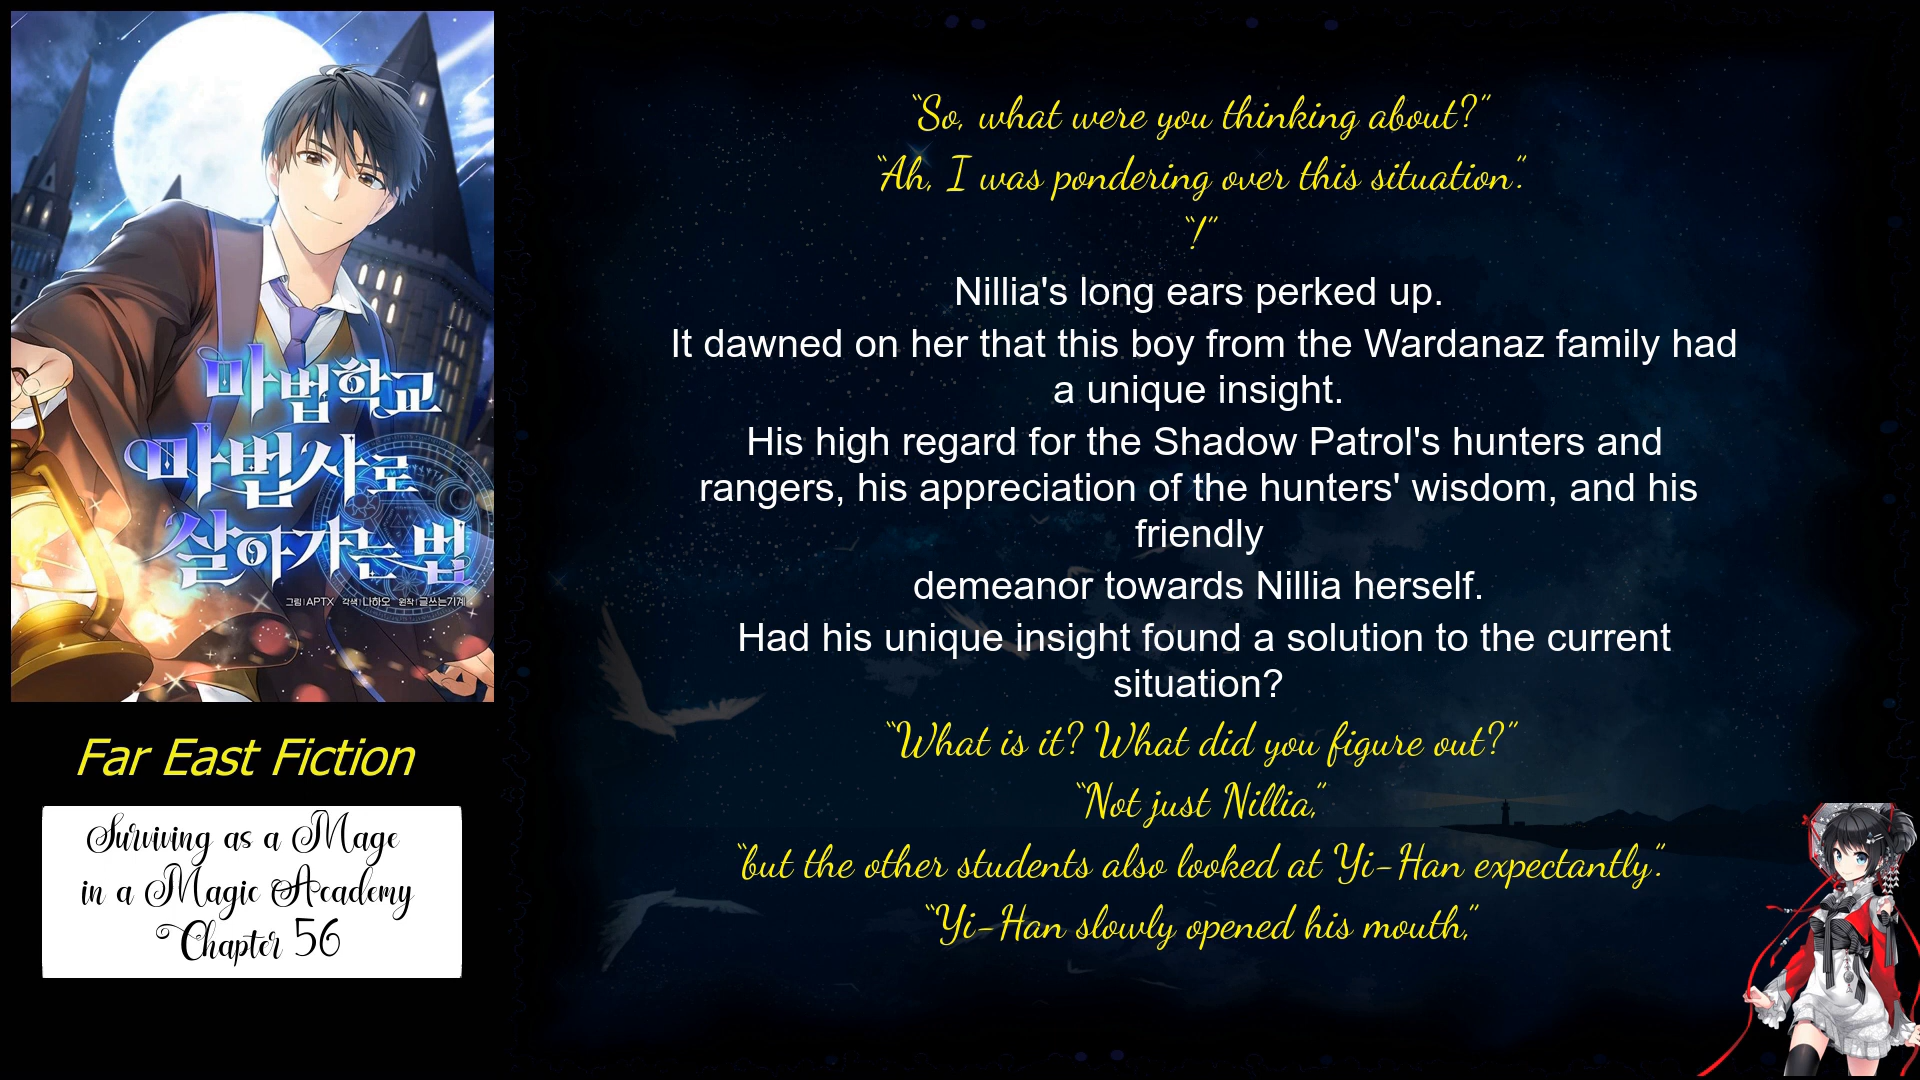 마법학교
마법사로
살아가는 법
그림|APTX 각색|나하오 원작|글쓰는기계
Far East Fiction
Surviving as a Mage
in a Magic Academy
Chapter 56
“So, what were you thinking about?”
“Ah, I was pondering over this situation.”
“!”
Nillia's long ears perked up.
It dawned on her that this boy from the Wardanaz family had
a unique insight.
His high regard for the Shadow Patrol's hunters and
rangers, his appreciation of the hunters' wisdom, and his
friendly
demeanor towards Nillia herself.
Had his unique insight found a solution to the current
situation?
“What is it? What did you figure out?”
“Not just Nillia,”
“but the other students also looked at Yi-Han expectantly.”
“Yi-Han slowly opened his mouth,”